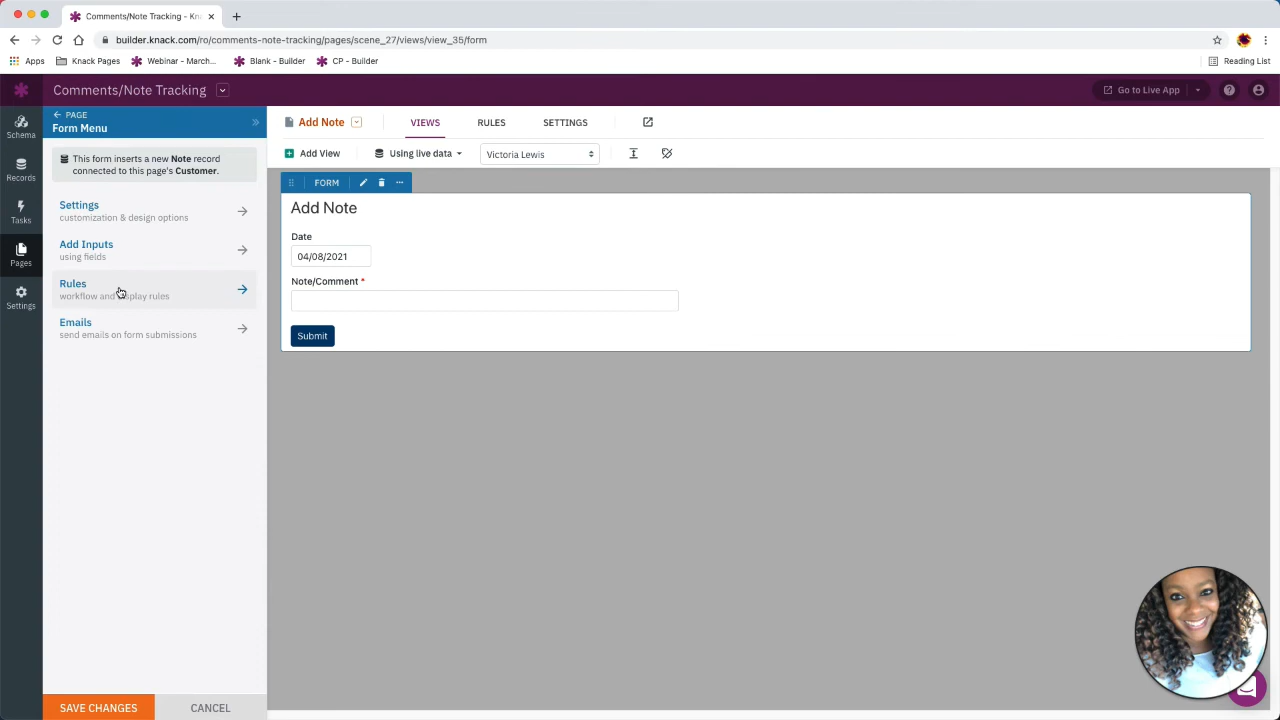 Comments/Note Tracking - Kn
builder.knack.com/ro/comments-note-tracking/pages/scene_27/views/view_35/form
Apps
Knack Pages
Webinar - March...
Blank - Builder
CP - Builder
Reading List
Comments/Note Tracking
Go to Live App
PAGE
Form Menu
Add Note
VIEWS
RULES
SETTINGS
Schema
Records
Tasks
Pages
Settings
This form inserts a new Note record
connected to this page's Customer.
Add View
Using live data
Victoria Lewis
Settings
customization & design options
Add Inputs
using fields
Rules
workflow and display rules
Emails
send emails on form submissions
FORM
Add Note
Date
04/08/2021
Note/Comment *
Submit
SAVE CHANGES
CANCEL